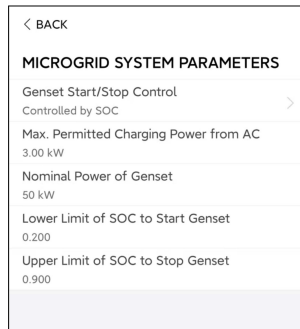 < BACK
MICROGRID SYSTEM PARAMETERS
Genset Start/Stop Control
Controlled by SOC
Max. Permitted Charging Power from AC
3.00 kW
Nominal Power of Genset
50 kW
Lower Limit of SOC to Start Genset
0.200
Upper Limit of SOC to Stop Genset
0.900